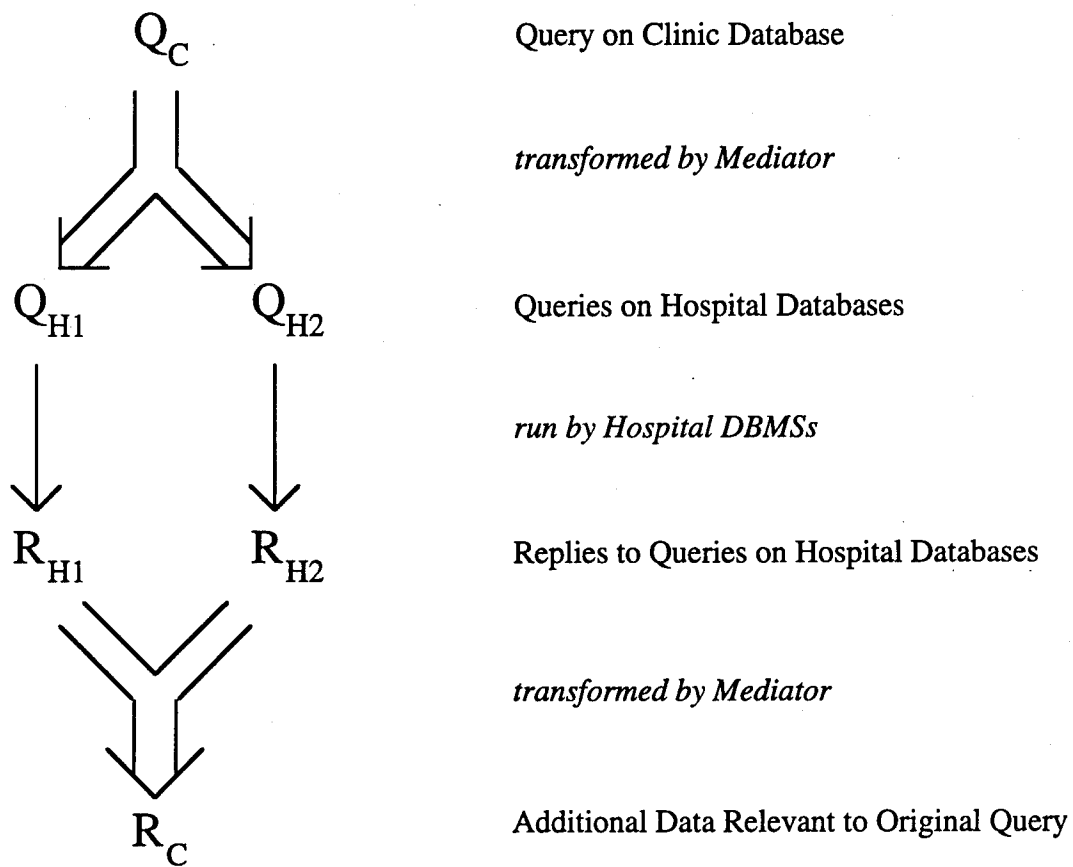 Q_C Query on Clinic Database
transformed by Mediator
Q_H1 Q_H2 Queries on Hospital Databases
run by Hospital DBMSs
R_H1 R_H2 Replies to Queries on Hospital Databases
transformed by Mediator
R_C Additional Data Relevant to Original Query